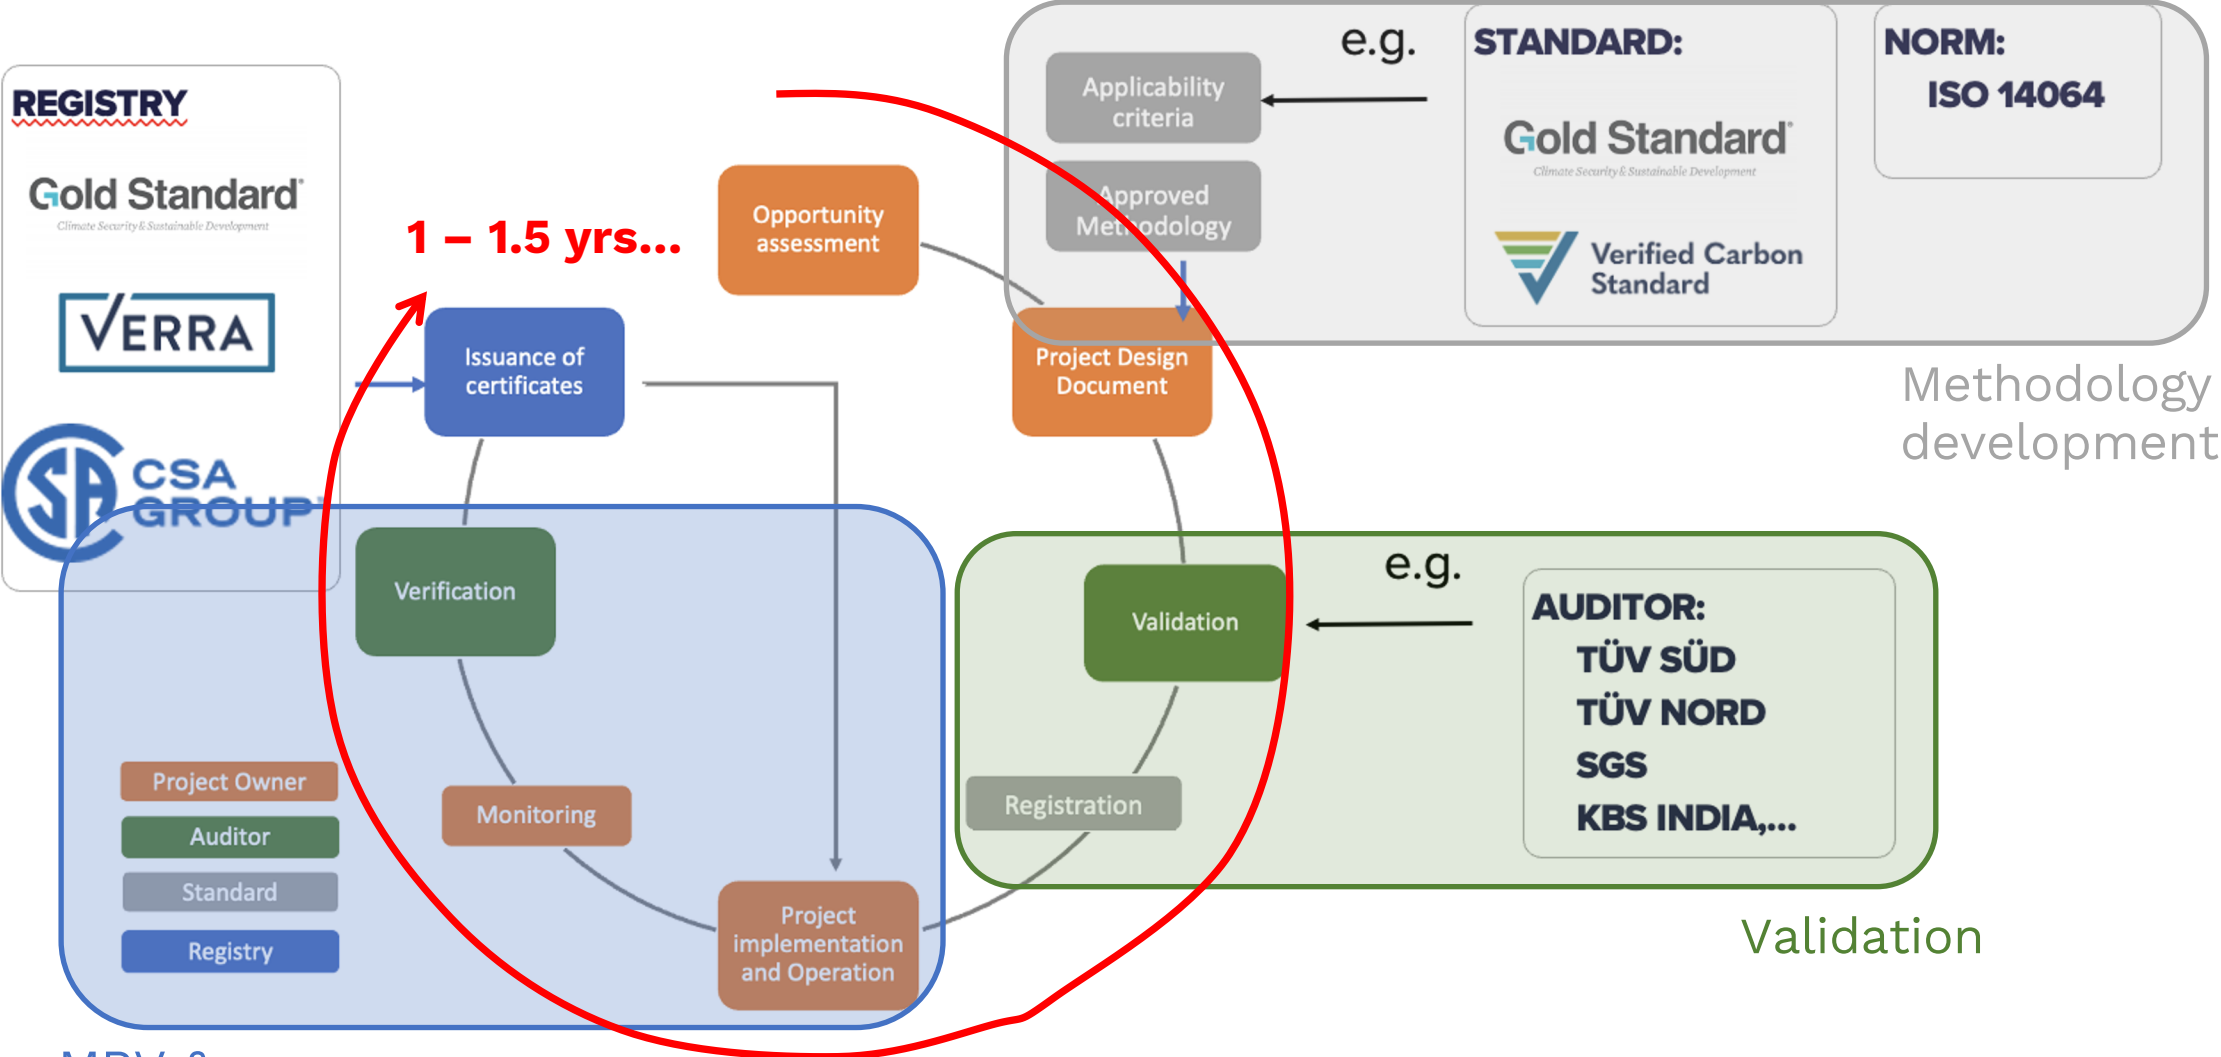 REGISTRY
Gold Standard®
Climate Security & Sustainable Development
VERRA
CSA
GROUP™
1 – 1.5 yrs...
Opportunity
assessment
Issuance of
certificates
Applicability
criteria
Approved
Methodology
e.g.
STANDARD:
Gold Standard®
Climate Security & Sustainable Development
Verified Carbon
Standard
NORM:
ISO 14064
Project Design
Document
Methodology
development
Verification
Validation
e.g.
AUDITOR:
TÜV SÜD
TÜV NORD
SGS
KBS INDIA,...
Registration
Monitoring
Project
implementation
and Operation
Project Owner
Auditor
Standard
Registry
Validation